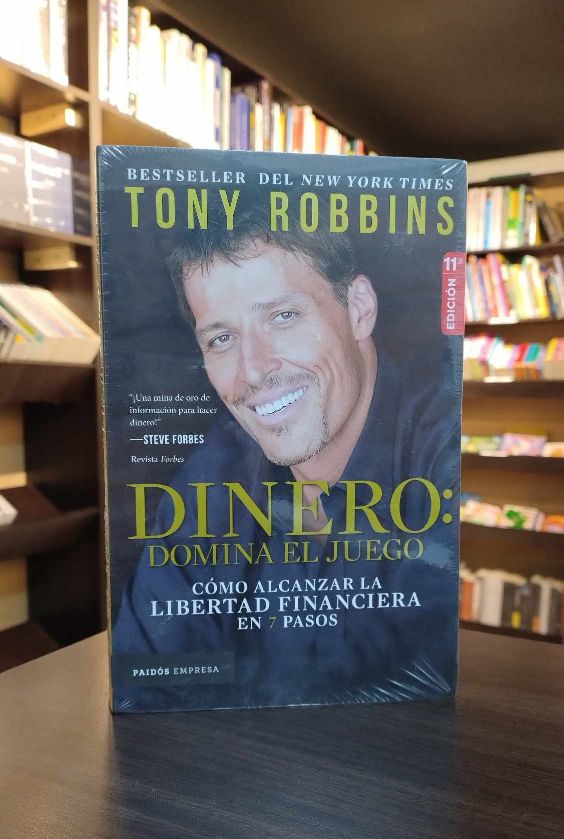 BESTSELLER DEL NEW YORK TIMES
TONY ROBBINS
11ª
EDICIÓN
"¡Una mina de oro de
información para hacer
dinero!"
—STEVE FORBES
Revista Forbes
DINERO:
DOMINA EL JUEGO
CÓMO ALCANZAR LA
LIBERTAD FINANCIERA
EN 7 PASOS
PAIDÓS EMPRESA